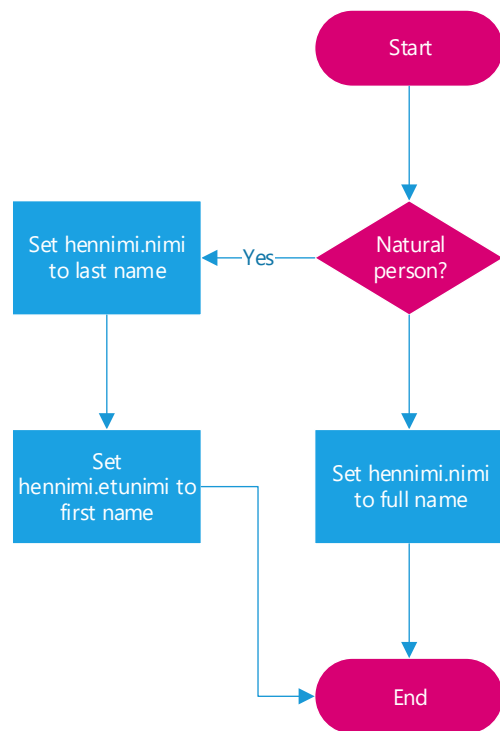 Start
Natural
person?
Yes
Set hennimi.nimi
to last name
Set
hennimi.etunimi to
first name
Set hennimi.nimi
to full name
End